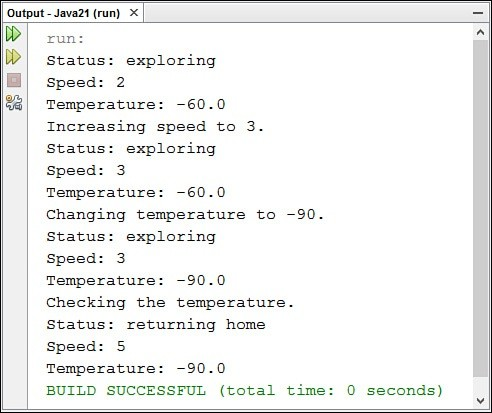 Output - Java21 (run)
run:
Status: exploring
Speed: 2
Temperature: -60.0
Increasing speed to 3.
Status: exploring
Speed: 3
Temperature: -60.0
Changing temperature to -90.
Status: exploring
Speed: 3
Temperature: -90.0
Checking the temperature.
Status: returning home
Speed: 5
Temperature: -90.0
BUILD SUCCESSFUL (total time: 0 seconds)